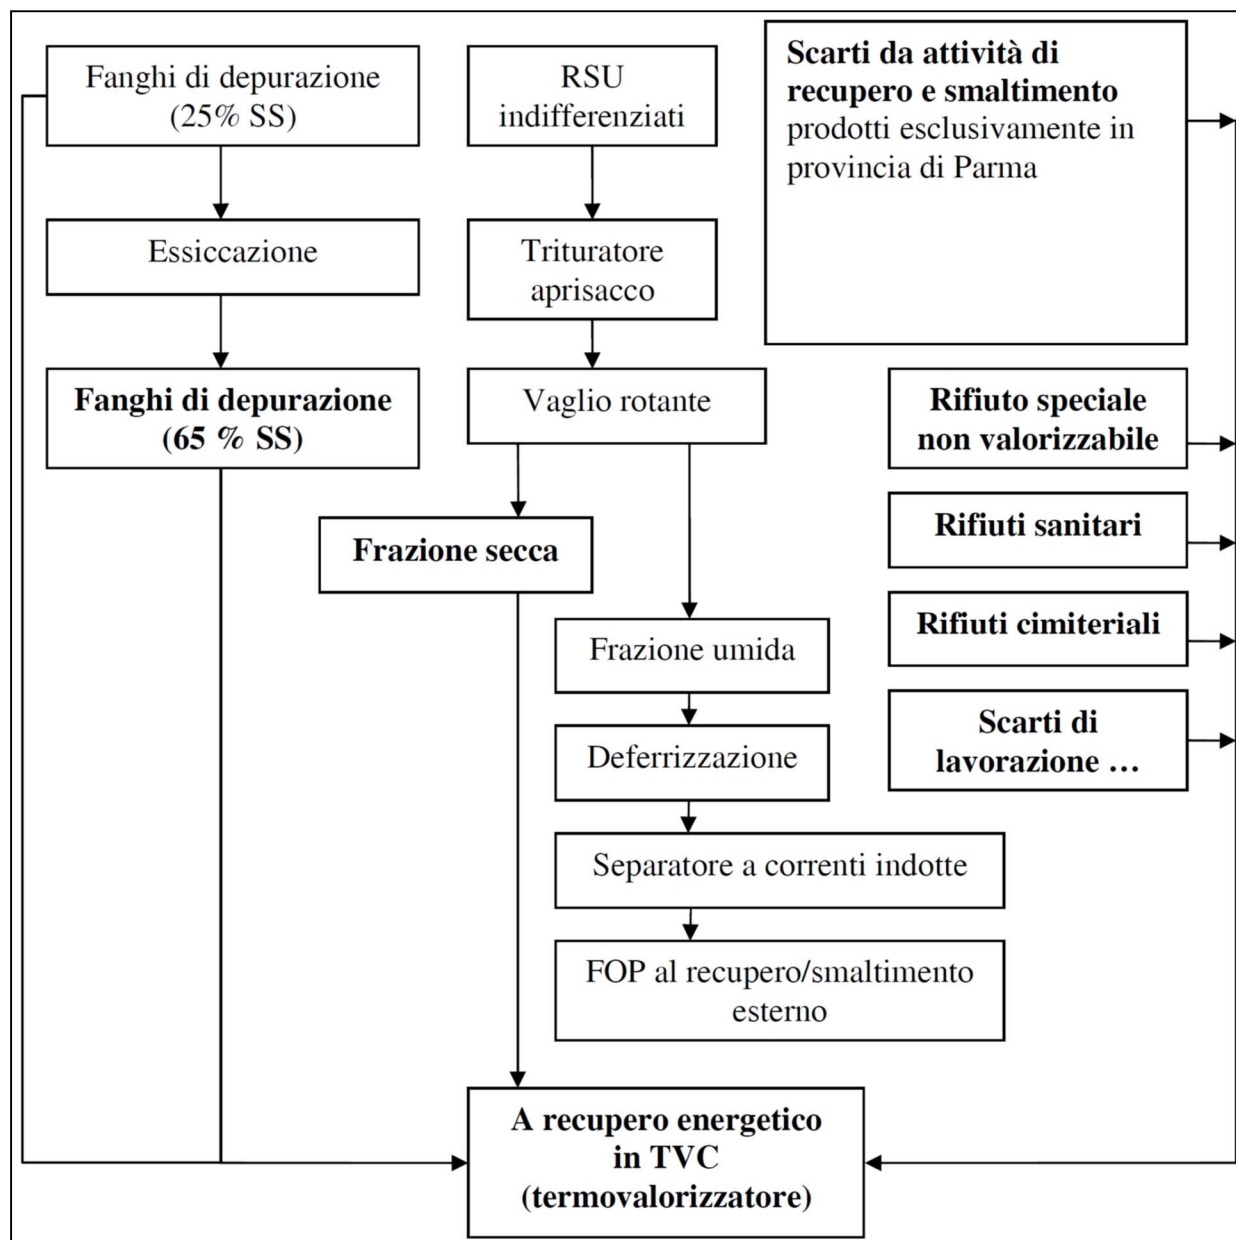 Fanghi di depurazione
(25% SS)
RSU
indifferenziati
Scarti da attività di
recupero e smaltimento
prodotti esclusivamente in
provincia di Parma
Essiccazione
Trituratore
aprisacco
Fanghi di depurazione
(65 % SS)
Vaglio rotante
Rifiuto speciale
non valorizzabile
Frazione secca
Rifiuti sanitari
Frazione umida
Rifiuti cimiteriali
Deferrizzazione
Scarti di
lavorazione …
Separatore a correnti indotte
FOP al recupero/smaltimento
esterno
A recupero energetico
in TVC
(termovalorizzatore)